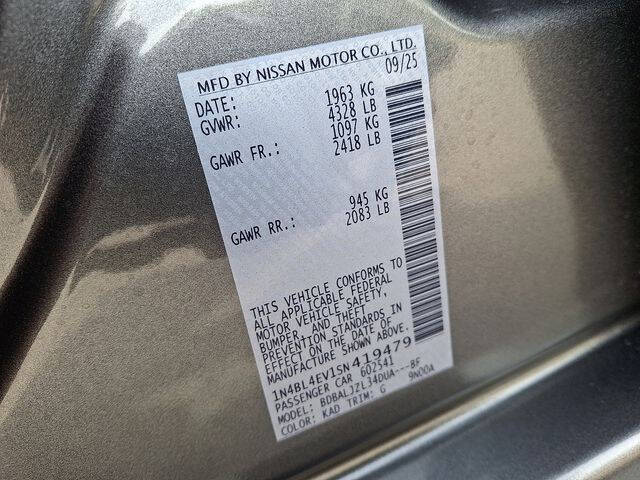 MFD BY NISSAN MOTOR CO., LTD.
DATE: 09/25
GVWR: 1963 KG
4328 LB
GAWR FR.: 1097 KG
2418 LB
GAWR RR.: 945 KG
2083 LB
THIS VEHICLE CONFORMS TO
ALL APPLICABLE FEDERAL
MOTOR VEHICLE SAFETY,
BUMPER, AND THEFT
PREVENTION STANDARDS IN
EFFECT ON THE DATE OF
MANUFACTURE SHOWN ABOVE.
1N4BL4EV1SN419479
PASSENGER CAR 602541
MODEL: BDBALJZL34DUA---BF
COLOR: KAD TRIM: G 9N00A